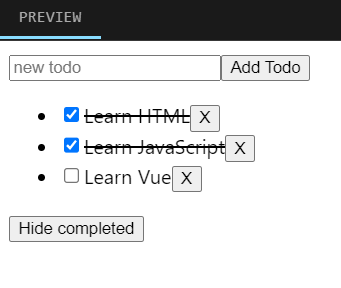 PREVIEW
new todo Add Todo
Learn HTML X
Learn JavaScript X
Learn Vue X
Hide completed